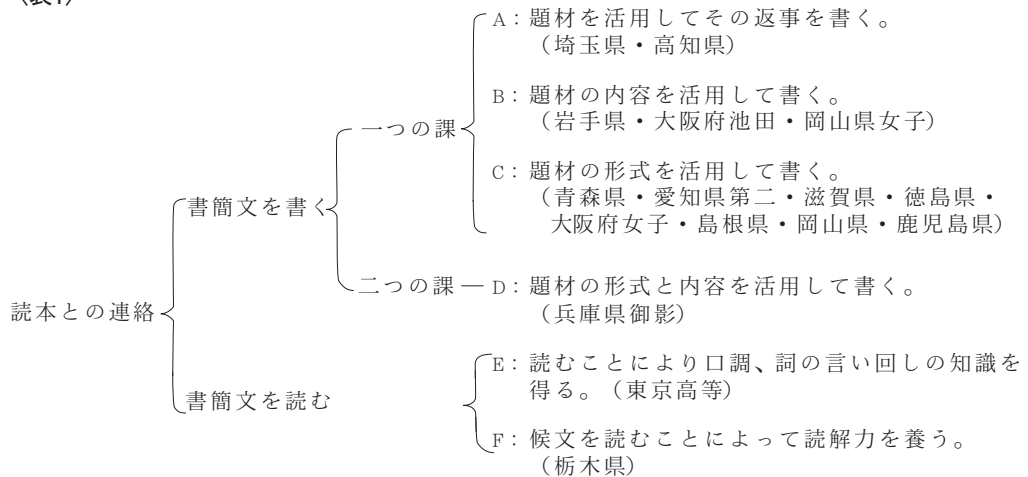 A：題材を活用してその返事を書く。
（埼玉県・高知県）
B：題材の内容を活用して書く。
（岩手県・大阪府池田・岡山県女子）
一つの課
C：題材の形式を活用して書く。
（青森県・愛知県第二・滋賀県・徳島県・
大阪府女子・島根県・岡山県・鹿児島県）
書簡文を書く
二つの課 — D：題材の形式と内容を活用して書く。
（兵庫県御影）
読本との連絡
E：読むことにより口調、詞の言い回しの知識を
得る。（東京高等）
書簡文を読む
F：候文を読むことによって読解力を養う。
（栃木県）